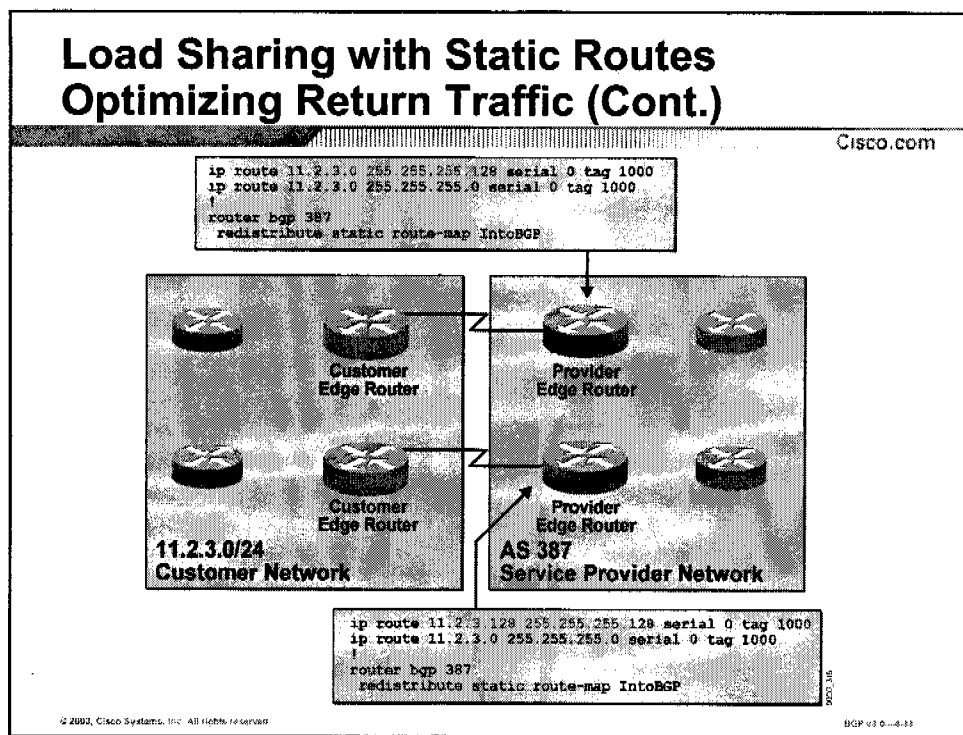 Load Sharing with Static Routes
Optimizing Return Traffic (Cont.)
Cisco.com
ip route 11.2.3.0 255.255.255.128 serial 0 tag 1000
ip route 11.2.3.0 255.255.255.0 serial 0 tag 1000
!
router bgp 387
redistribute static route-map IntoBGP
Customer
Edge Router
Provider
Edge Router
Customer
Edge Router
Provider
Edge Router
11.2.3.0/24
Customer Network
AS 387
Service Provider Network
ip route 11.2.3.128 255.255.255.128 serial 0 tag 1000
ip route 11.2.3.0 255.255.255.0 serial 0 tag 1000
!
router bgp 387
redistribute static route-map IntoBGP
© 2003, Cisco Systems, Inc. All rights reserved.
BGP v3.0